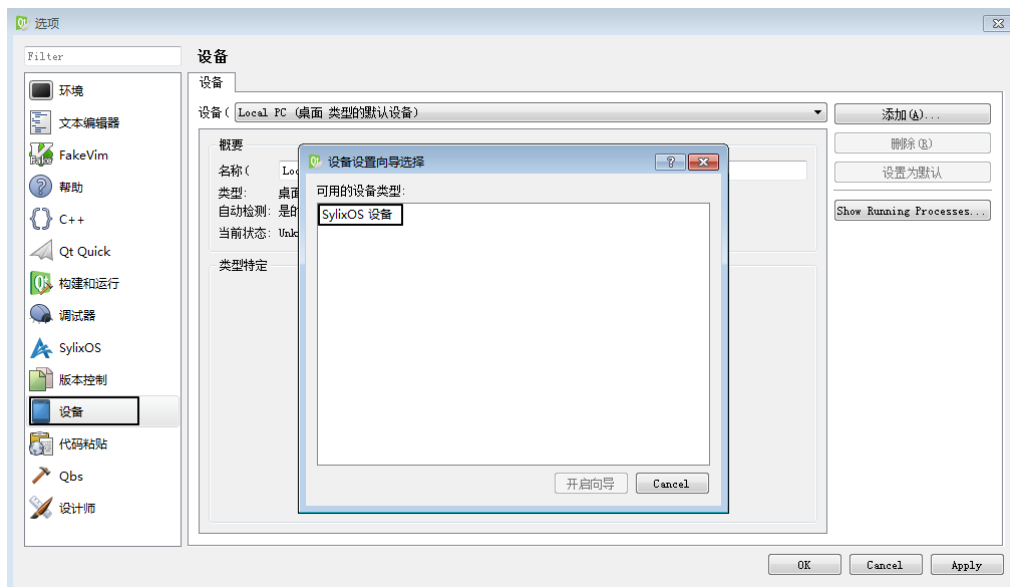 选项
Filter
环境
文本编辑器
FakeVim
帮助
C++
Qt Quick
构建和运行
调试器
SylixOS
版本控制
设备
代码粘贴
Qbs
设计师
设备
设备
设备( Local PC (桌面 类型的默认设备)
添加(A)...
删除(R)
设置为默认
Show Running Processes...
概要
名称(
类型:
自动检测: 是的
当前状态:
类型特定
设备设置向导选择
可用的设备类型:
SylixOS 设备
开启向导
Cancel
OK
Cancel
Apply